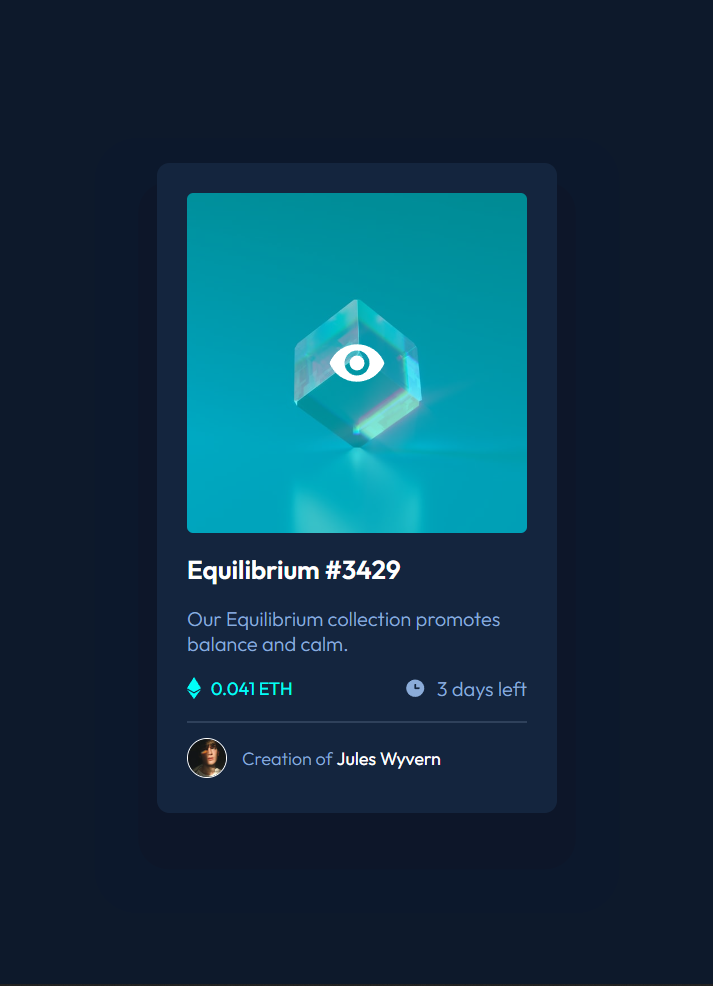 Equilibrium #3429
Our Equilibrium collection promotes
balance and calm.
0.041 ETH
3 days left
Creation of Jules Wyvern